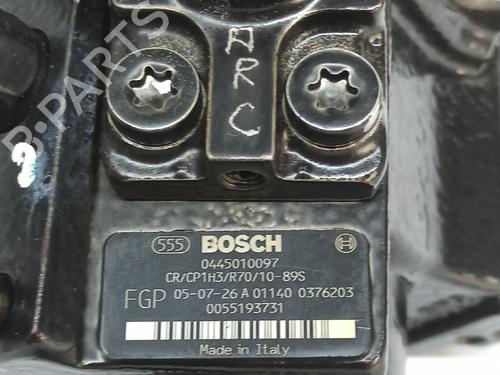 B-PARTS
ARC
555 BOSCH
0445010097
CR/CP1H3/R70/10-89S
FGP 05-07-26 A 01140 0376203
0055193731
Made in Italy